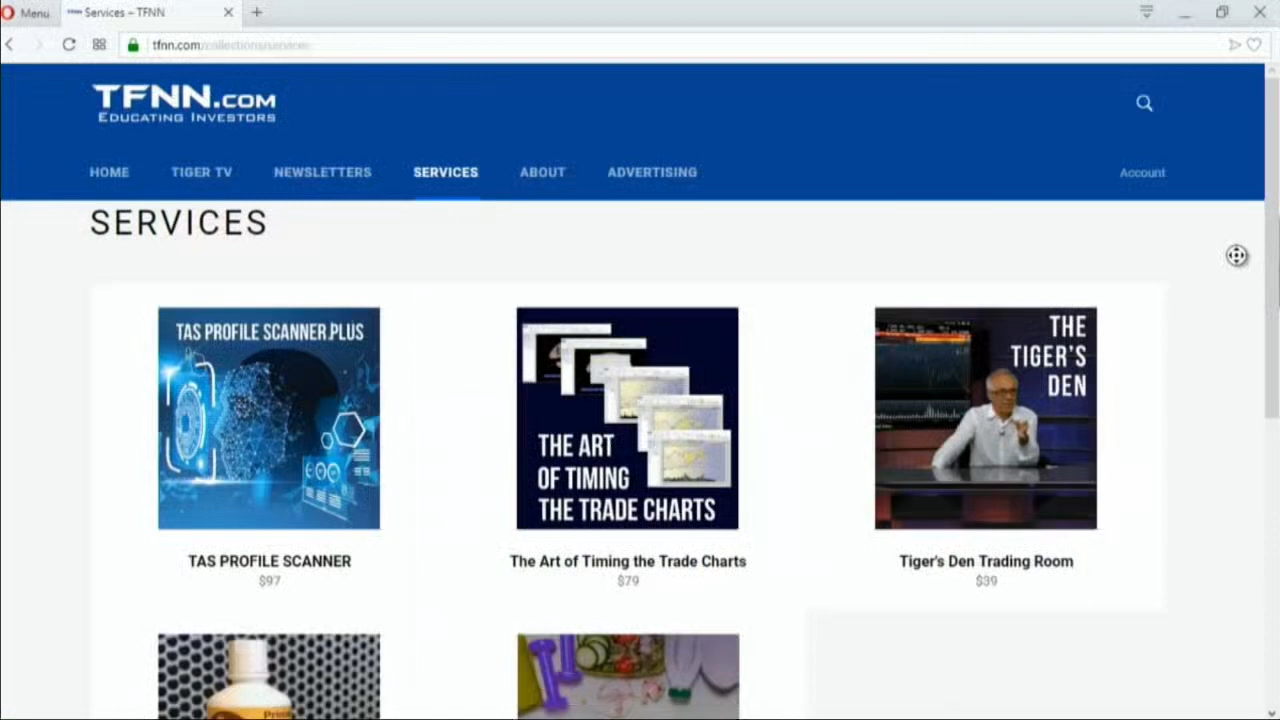 Menu
Services – TFNN
tfnn.com/collections/services
TFNN.COM
EDUCATING INVESTORS
HOME TIGER TV NEWSLETTERS SERVICES ABOUT ADVERTISING Account
SERVICES
TAS PROFILE SCANNER PLUS
THE ART
OF TIMING
THE TRADE CHARTS
THE
TIGER'S
DEN
TAS PROFILE SCANNER
$97
The Art of Timing the Trade Charts
$79
Tiger's Den Trading Room
$39